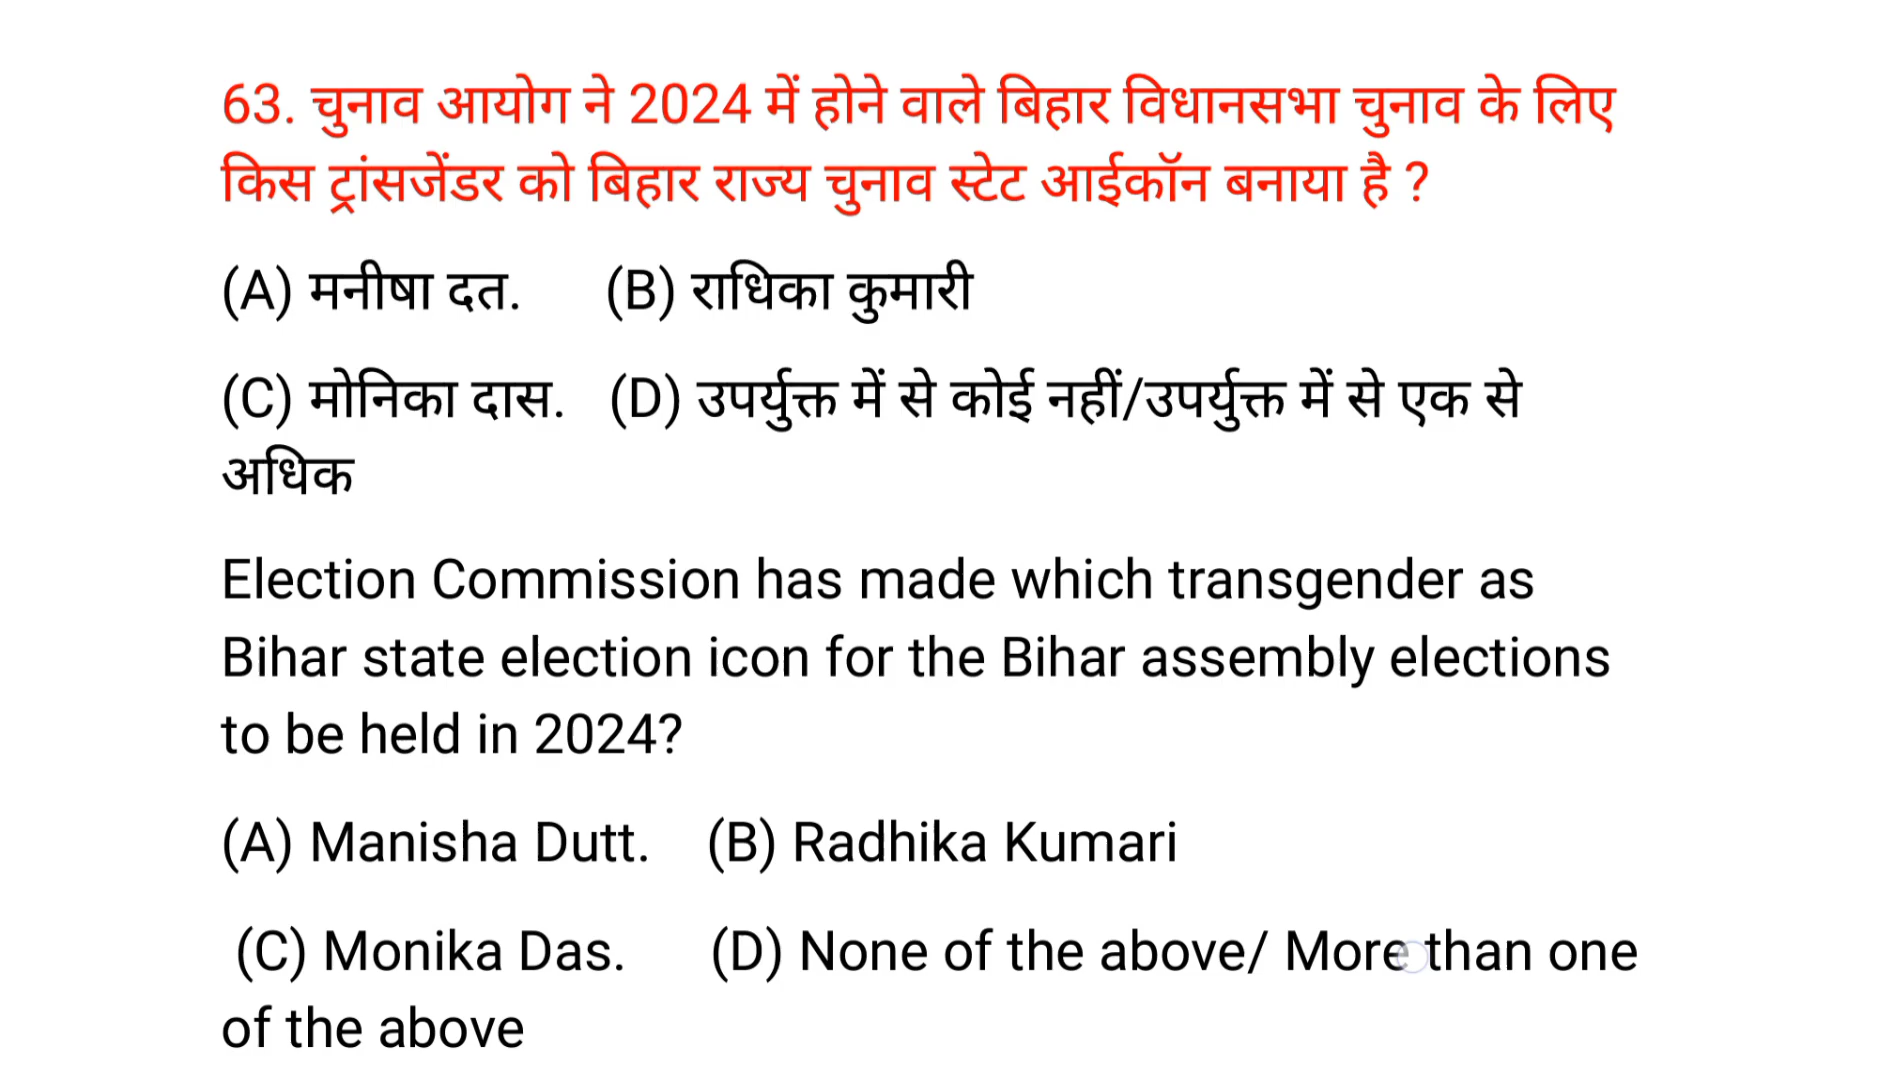 63. चुनाव आयोग ने 2024 में होने वाले बिहार विधानसभा चुनाव के लिए
किस ट्रांसजेंडर को बिहार राज्य चुनाव स्टेट आईकॉन बनाया है ?
(A) मनीषा दत. (B) राधिका कुमारी
(C) मोनिका दास. (D) उपर्युक्त में से कोई नहीं/उपर्युक्त में से एक से
अधिक
Election Commission has made which transgender as
Bihar state election icon for the Bihar assembly elections
to be held in 2024?
(A) Manisha Dutt. (B) Radhika Kumari
(C) Monika Das. (D) None of the above/ More than one
of the above